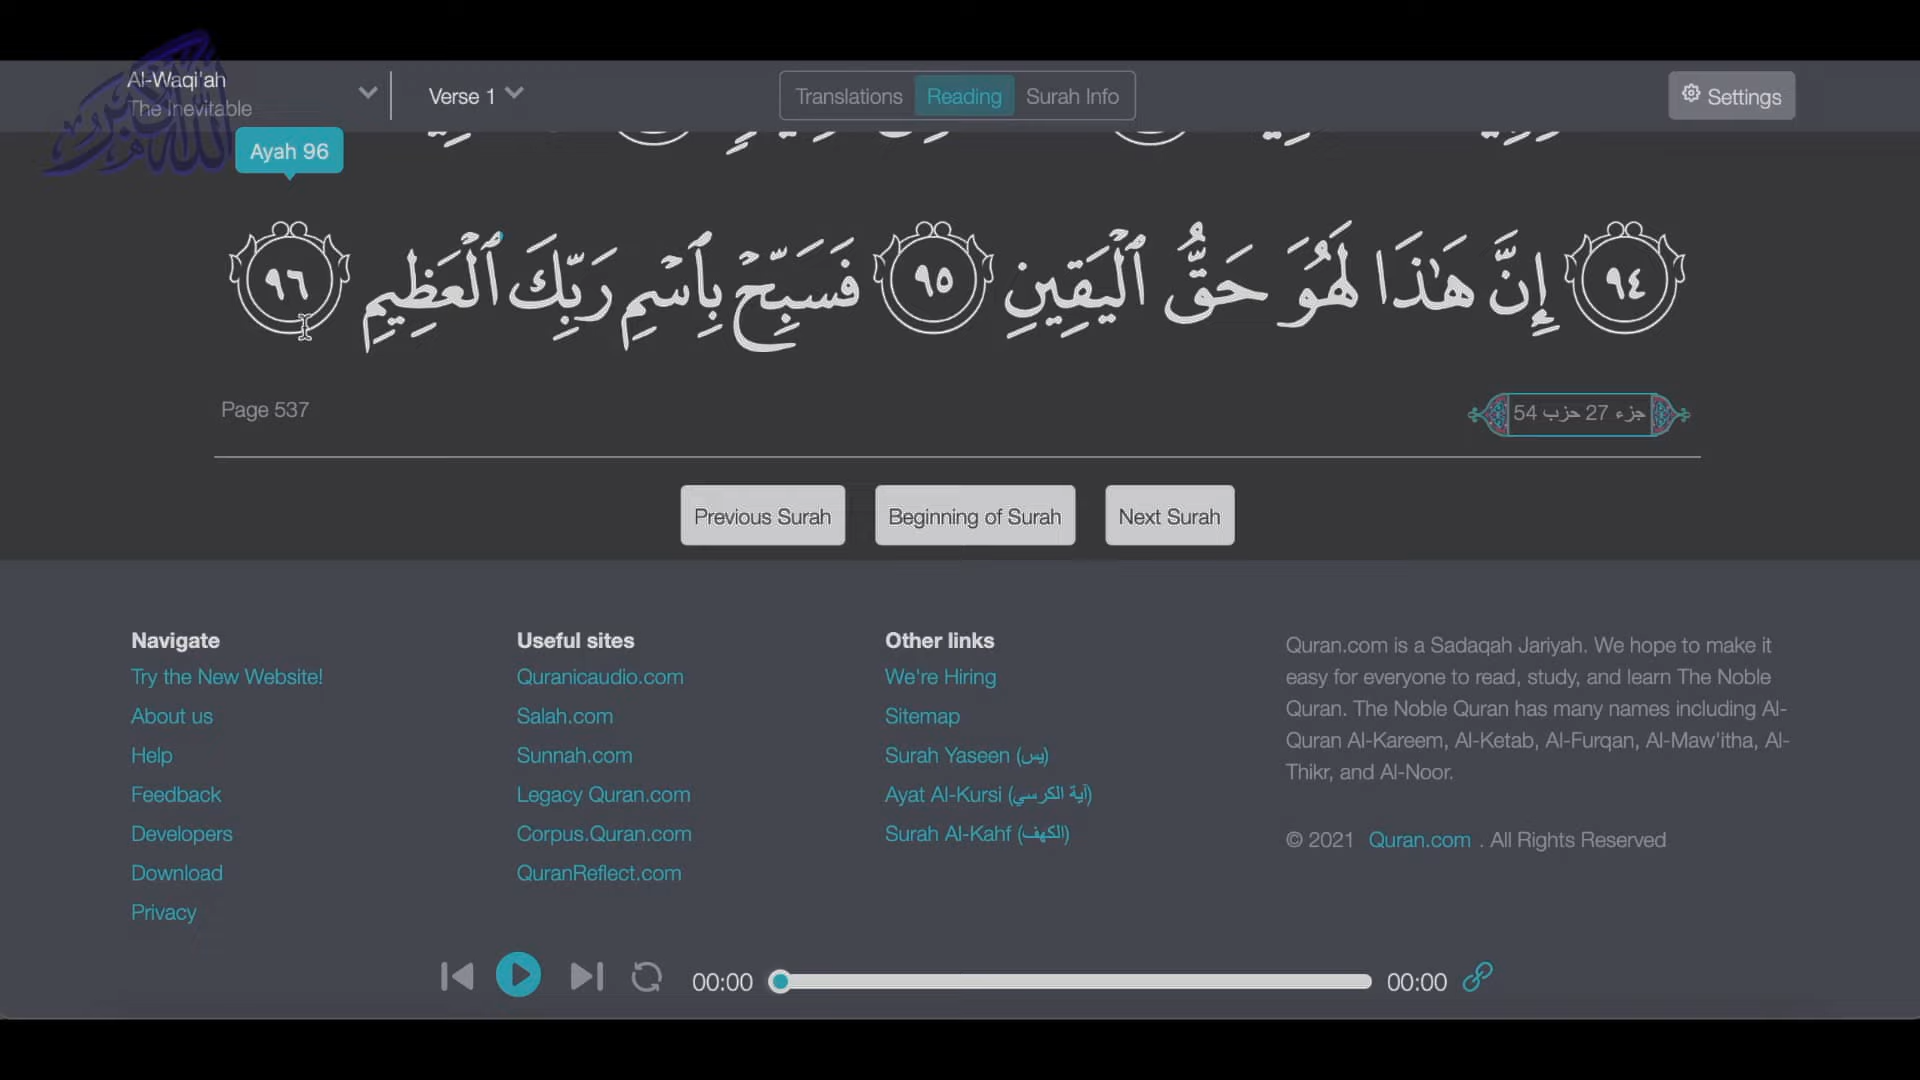 Al-Waqi'ah
The Inevitable
Verse 1
Translations Reading Surah Info
Settings
Ayah 96
٩٤ إِنَّ هَٰذَا لَهُوَ حَقُّ ٱلْيَقِينِ ٩٥ فَسَبِّحْ بِٱسْمِ رَبِّكَ ٱلْعَظِيمِ ٩٦
Page 537
جزء 27 حزب 54
Previous Surah Beginning of Surah Next Surah
Navigate
Try the New Website!
About us
Help
Feedback
Developers
Download
Privacy
Useful sites
Quranicaudio.com
Salah.com
Sunnah.com
Legacy Quran.com
Corpus.Quran.com
QuranReflect.com
Other links
We're Hiring
Sitemap
Surah Yaseen (يس)
Ayat Al-Kursi (آية الكرسي)
Surah Al-Kahf (الكهف)
Quran.com is a Sadaqah Jariyah. We hope to make it
easy for everyone to read, study, and learn The Noble
Quran. The Noble Quran has many names including Al-
Quran Al-Kareem, Al-Ketab, Al-Furqan, Al-Maw'itha, Al-
Thikr, and Al-Noor.
© 2021 Quran.com . All Rights Reserved
00:00 00:00
الله أكبر